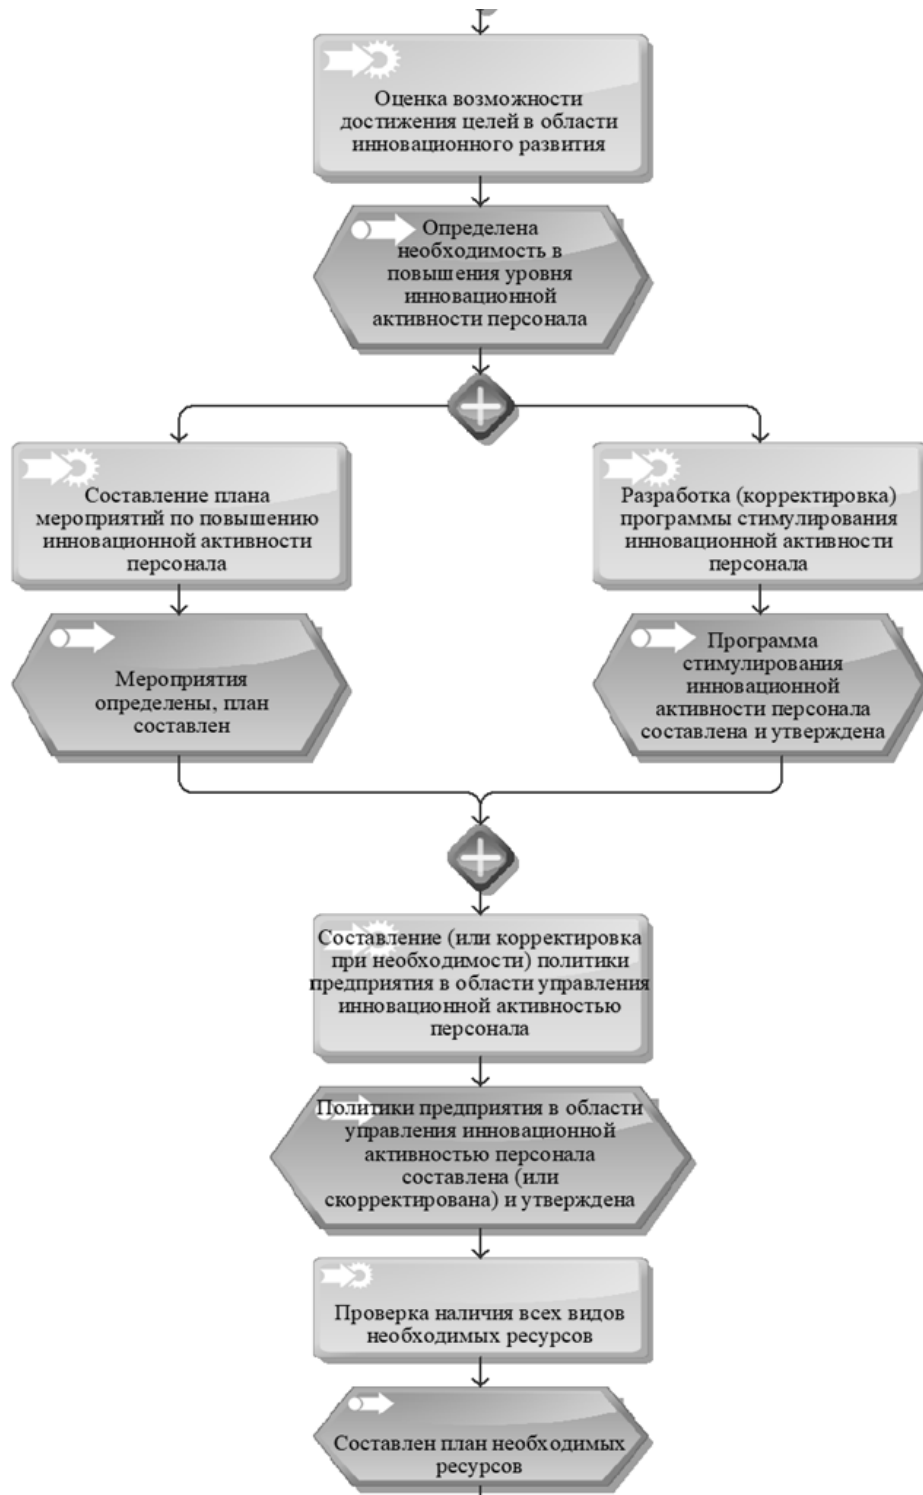 Оценка возможности
достижения целей в области
инновационного развития
Определена
необходимость в
повышения уровня
инновационной
активности персонала
Составление плана
мероприятий по повышению
инновационной активности
персонала
Разработка (корректировка)
программы стимулирования
инновационной активности
персонала
Мероприятия
определены, план
составлен
Программа
стимулирования
инновационной
активности персонала
составлена и утверждена
Составление (или корректировка
при необходимости) политики
предприятия в области управления
инновационной активностью
персонала
Политики предприятия в области
управления инновационной
активностью персонала
составлена (или
скорректирована) и утверждена
Проверка наличия всех видов
необходимых ресурсов
Составлен план необходимых
ресурсов